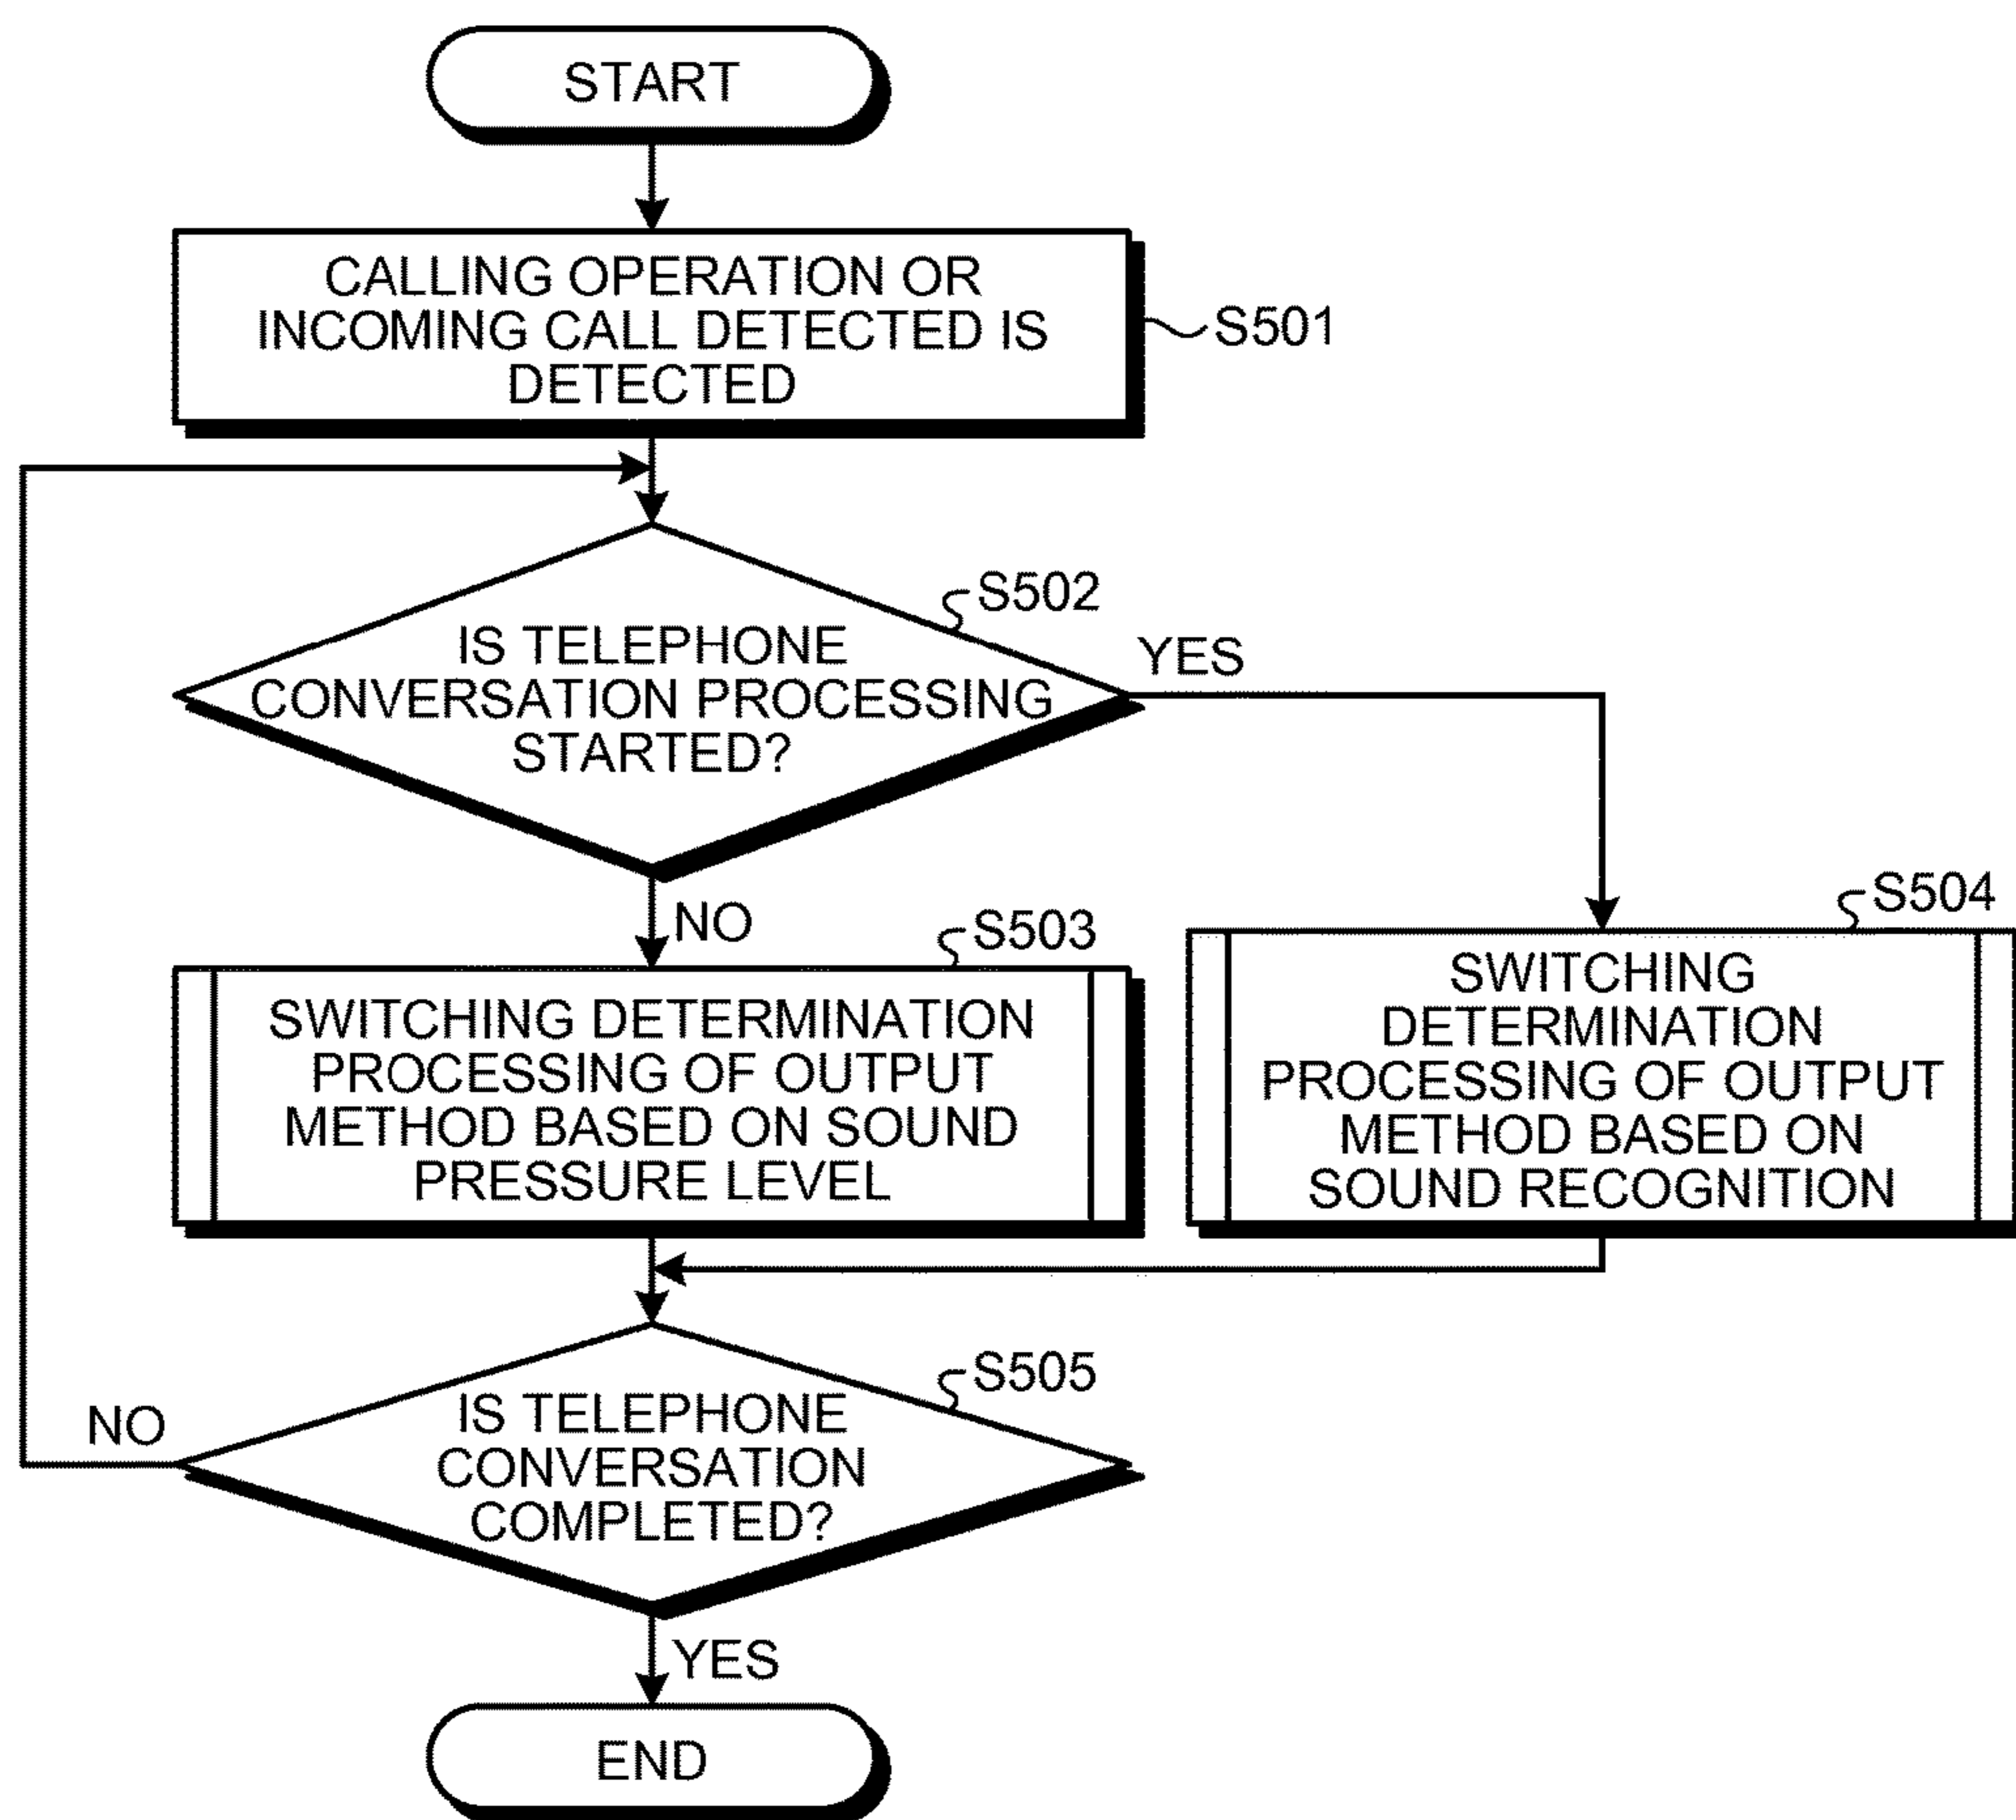 START
CALLING OPERATION OR
INCOMING CALL DETECTED IS
DETECTED
S501
S502
IS TELEPHONE
CONVERSATION PROCESSING
STARTED?
YES
NO
S503
SWITCHING DETERMINATION
PROCESSING OF OUTPUT
METHOD BASED ON SOUND
PRESSURE LEVEL
S504
SWITCHING
DETERMINATION
PROCESSING OF OUTPUT
METHOD BASED ON
SOUND RECOGNITION
S505
IS TELEPHONE
CONVERSATION
COMPLETED?
NO
YES
END